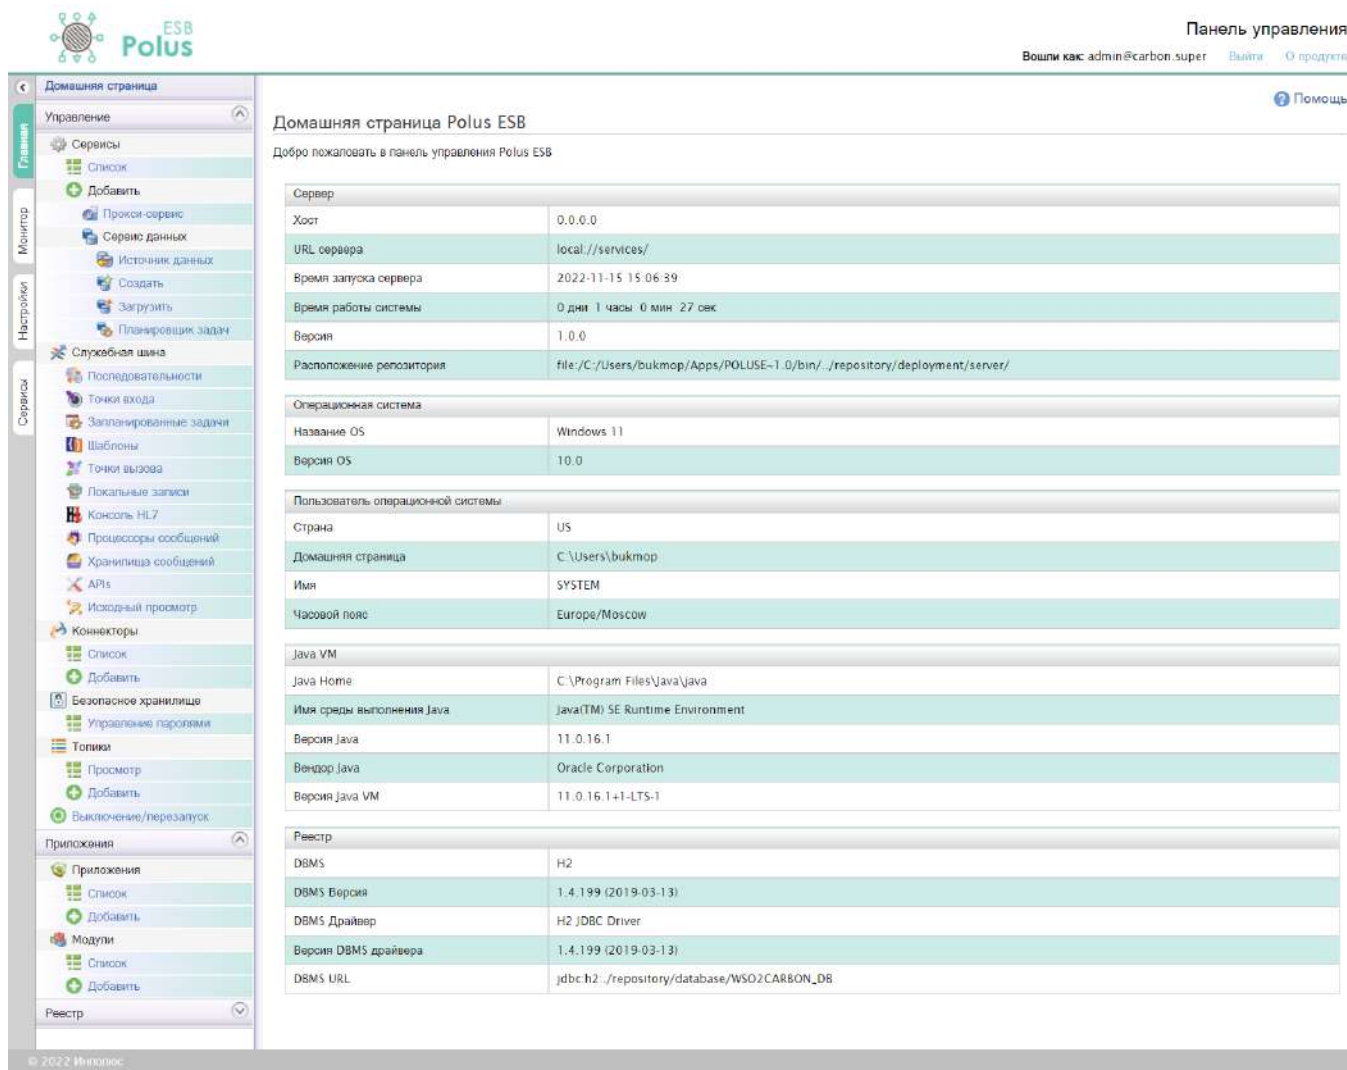 ESB
Polus
Панель управления
Вошли как: admin@carbon.super Выйти О продукте
Домашняя страница
Помощь
Главная
Монитор
Настройки
Сервисы
Управление
Сервисы
Список
Добавить
Прокси-сервис
Сервис данных
Источник данных
Создать
Загрузить
Планировщик задач
Служебная шина
Последовательности
Точки входа
Запланированные задачи
Шаблоны
Точки вызова
Локальные записи
Консоль HL7
Процессоры сообщений
Хранилища сообщений
APIs
Исходный просмотр
Коннекторы
Список
Добавить
Безопасное хранилище
Управление паролями
Топики
Просмотр
Добавить
Выключение/перезапуск
Приложения
Приложения
Список
Добавить
Модули
Список
Добавить
Реестр
Домашняя страница Polus ESB
Добро пожаловать в панель управления Polus ESB
Сервер
Хост 0.0.0.0
URL сервера local://services/
Время запуска сервера 2022-11-15 15:06:39
Время работы системы 0 дни 1 часы 0 мин 27 сек
Версия 1.0.0
Расположение репозитория file:/C:/Users/bukmop/Apps/POLUSE~1.0/bin/../repository/deployment/server/
Операционная система
Название OS Windows 11
Версия OS 10.0
Пользователь операционной системы
Страна US
Домашняя страница C:\Users\bukmop
Имя SYSTEM
Часовой пояс Europe/Moscow
Java VM
Java Home C:\Program Files\Java\java
Имя среды выполнения Java Java(TM) SE Runtime Environment
Версия Java 11.0.16.1
Вендор Java Oracle Corporation
Версия Java VM 11.0.16.1+1-LTS-1
Реестр
DBMS H2
DBMS Версия 1.4.199 (2019-03-13)
DBMS Драйвер H2 JDBC Driver
Версия DBMS драйвера 1.4.199 (2019-03-13)
DBMS URL jdbc:h2:./repository/database/WSO2CARBON_DB
© 2022 Инполюс